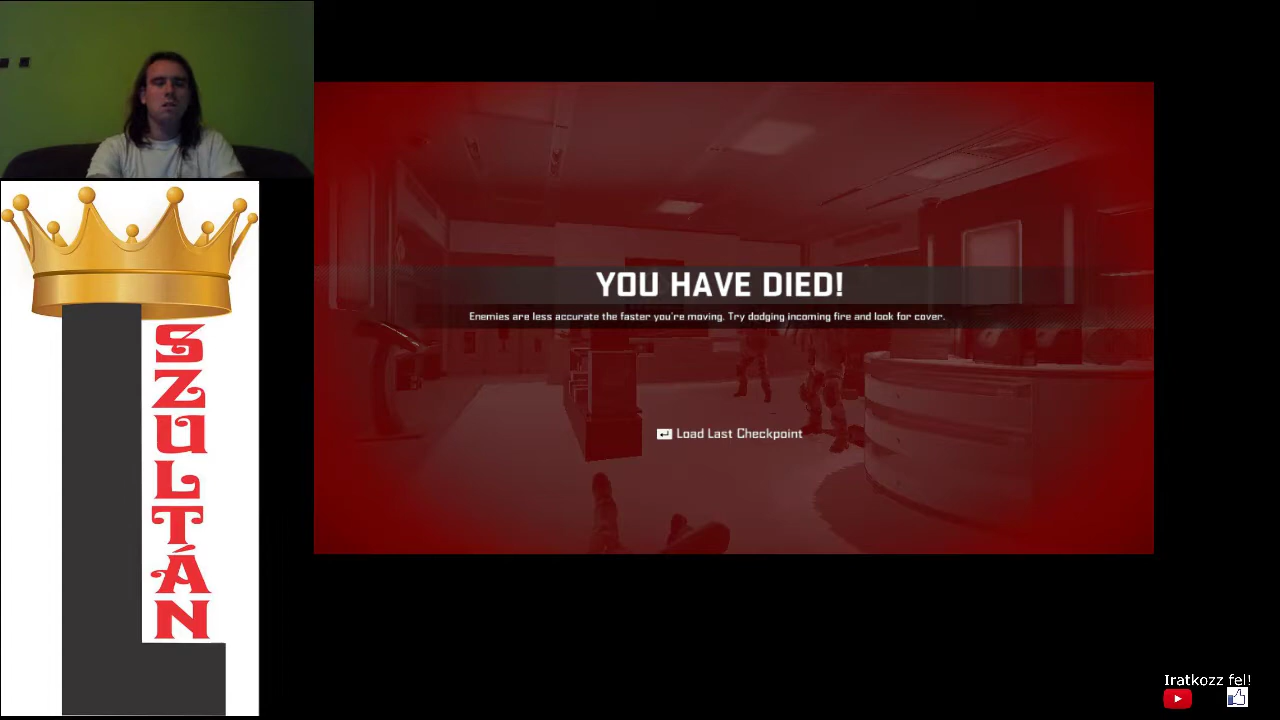 SZULTÁN
YOU HAVE DIED!
Enemies are less accurate the faster you're moving. Try dodging incoming fire and look for cover.
Load Last Checkpoint
Iratkozz fel!